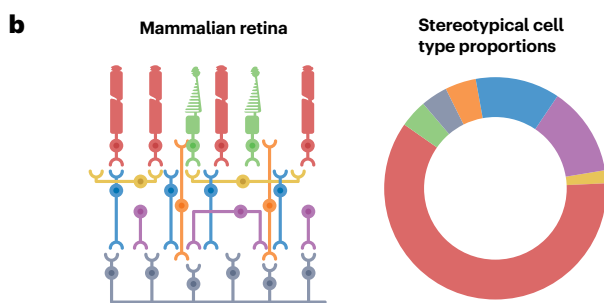 b
Mammalian retina
Stereotypical cell
type proportions